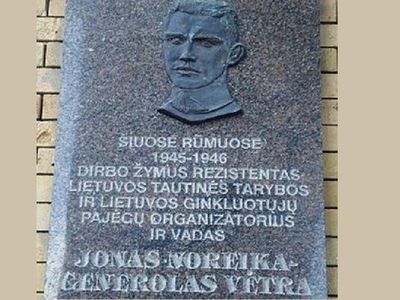 ŠIUOSE RŪMUOSE
1945-1946
DIRBO ŽYMUS REZISTENTAS
LIETUVOS TAUTINĖS TARYBOS
IR LIETUVOS GINKLUOTŲJŲ
PAJĖGŲ ORGANIZATORIUS
IR VADAS
JONAS NOREIKA-
GENEROLAS VĖTRA